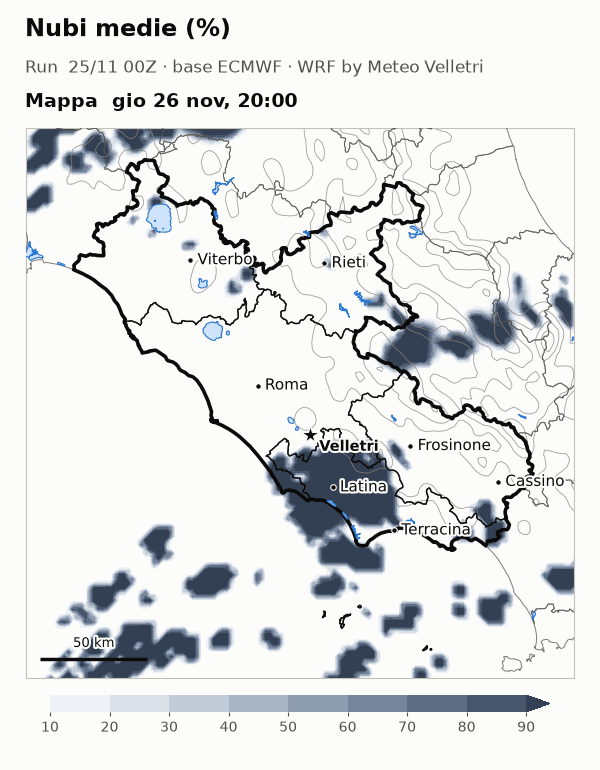 Nubi medie (%)
Run  25/11 00Z · base ECMWF · WRF by Meteo Velletri
Mappa  gio 26 nov, 20:00
Viterbo
Rieti
Roma
Velletri
Frosinone
Latina
Cassino
Terracina
50 km
10 20 30 40 50 60 70 80 90